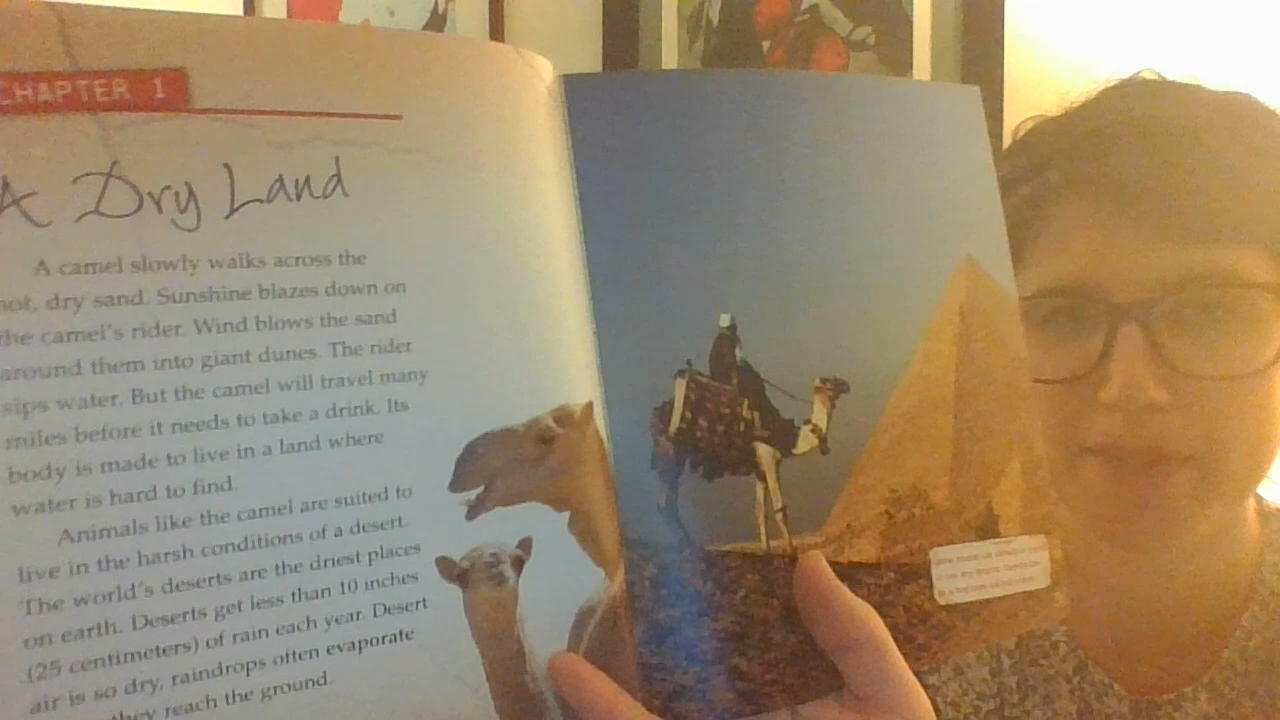 CHAPTER 1
A Dry Land
A camel slowly walks across the
hot, dry sand. Sunshine blazes down on
the camel's rider. Wind blows the sand
around them into giant dunes. The rider
sips water. But the camel will travel many
miles before it needs to take a drink. Its
body is made to live in a land where
water is hard to find.
Animals like the camel are suited to
live in the harsh conditions of a desert.
The world's deserts are the driest places
on earth. Deserts get less than 10 inches
(25 centimeters) of rain each year. Desert
air is so dry, raindrops often evaporate
they reach the ground.